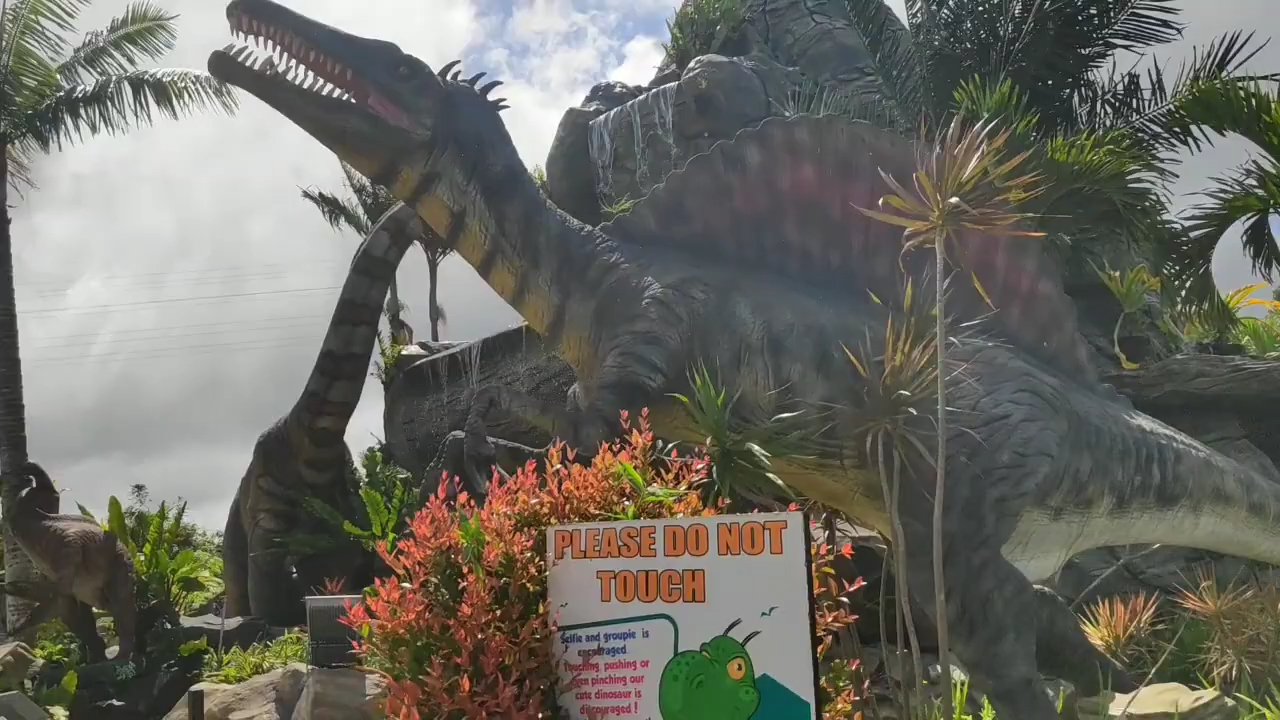 PLEASE DO NOT
TOUCH
Selfie and groupie is
encouraged.
Touching, pushing or
even pinching our
cute dinosaur is
discouraged!